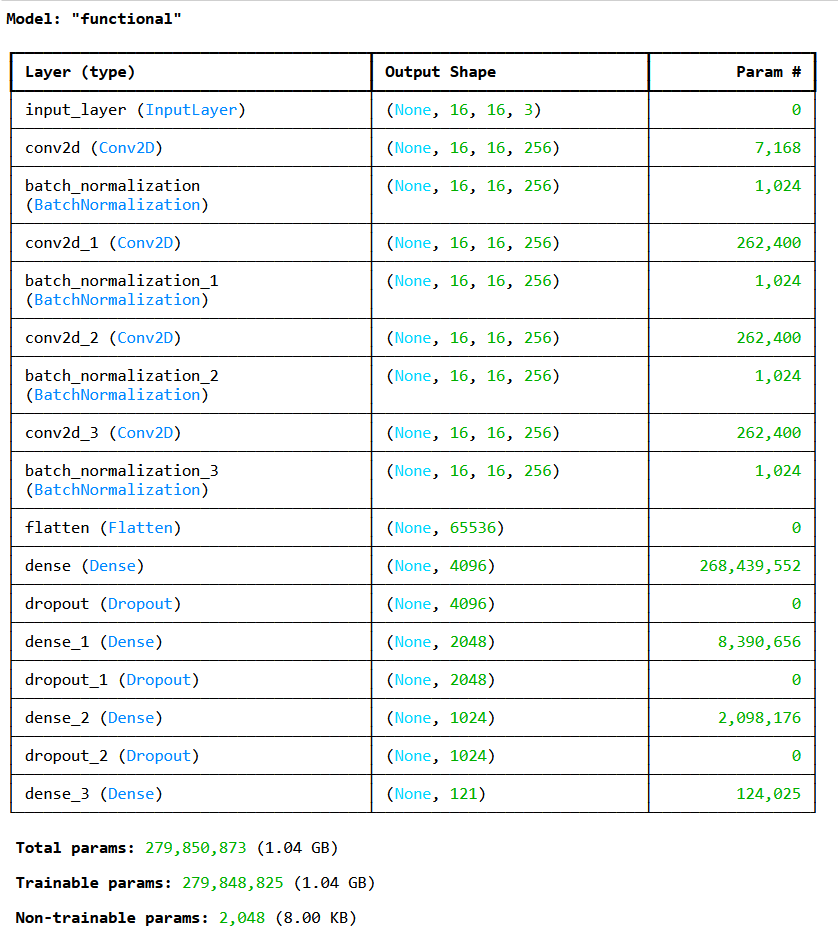 Model: "functional"
Layer (type) Output Shape Param #
input_layer (InputLayer) (None, 16, 16, 3) 0
conv2d (Conv2D) (None, 16, 16, 256) 7,168
batch_normalization (None, 16, 16, 256) 1,024
(BatchNormalization)
conv2d_1 (Conv2D) (None, 16, 16, 256) 262,400
batch_normalization_1 (None, 16, 16, 256) 1,024
(BatchNormalization)
conv2d_2 (Conv2D) (None, 16, 16, 256) 262,400
batch_normalization_2 (None, 16, 16, 256) 1,024
(BatchNormalization)
conv2d_3 (Conv2D) (None, 16, 16, 256) 262,400
batch_normalization_3 (None, 16, 16, 256) 1,024
(BatchNormalization)
flatten (Flatten) (None, 65536) 0
dense (Dense) (None, 4096) 268,439,552
dropout (Dropout) (None, 4096) 0
dense_1 (Dense) (None, 2048) 8,390,656
dropout_1 (Dropout) (None, 2048) 0
dense_2 (Dense) (None, 1024) 2,098,176
dropout_2 (Dropout) (None, 1024) 0
dense_3 (Dense) (None, 121) 124,025
Total params: 279,850,873 (1.04 GB)
Trainable params: 279,848,825 (1.04 GB)
Non-trainable params: 2,048 (8.00 KB)